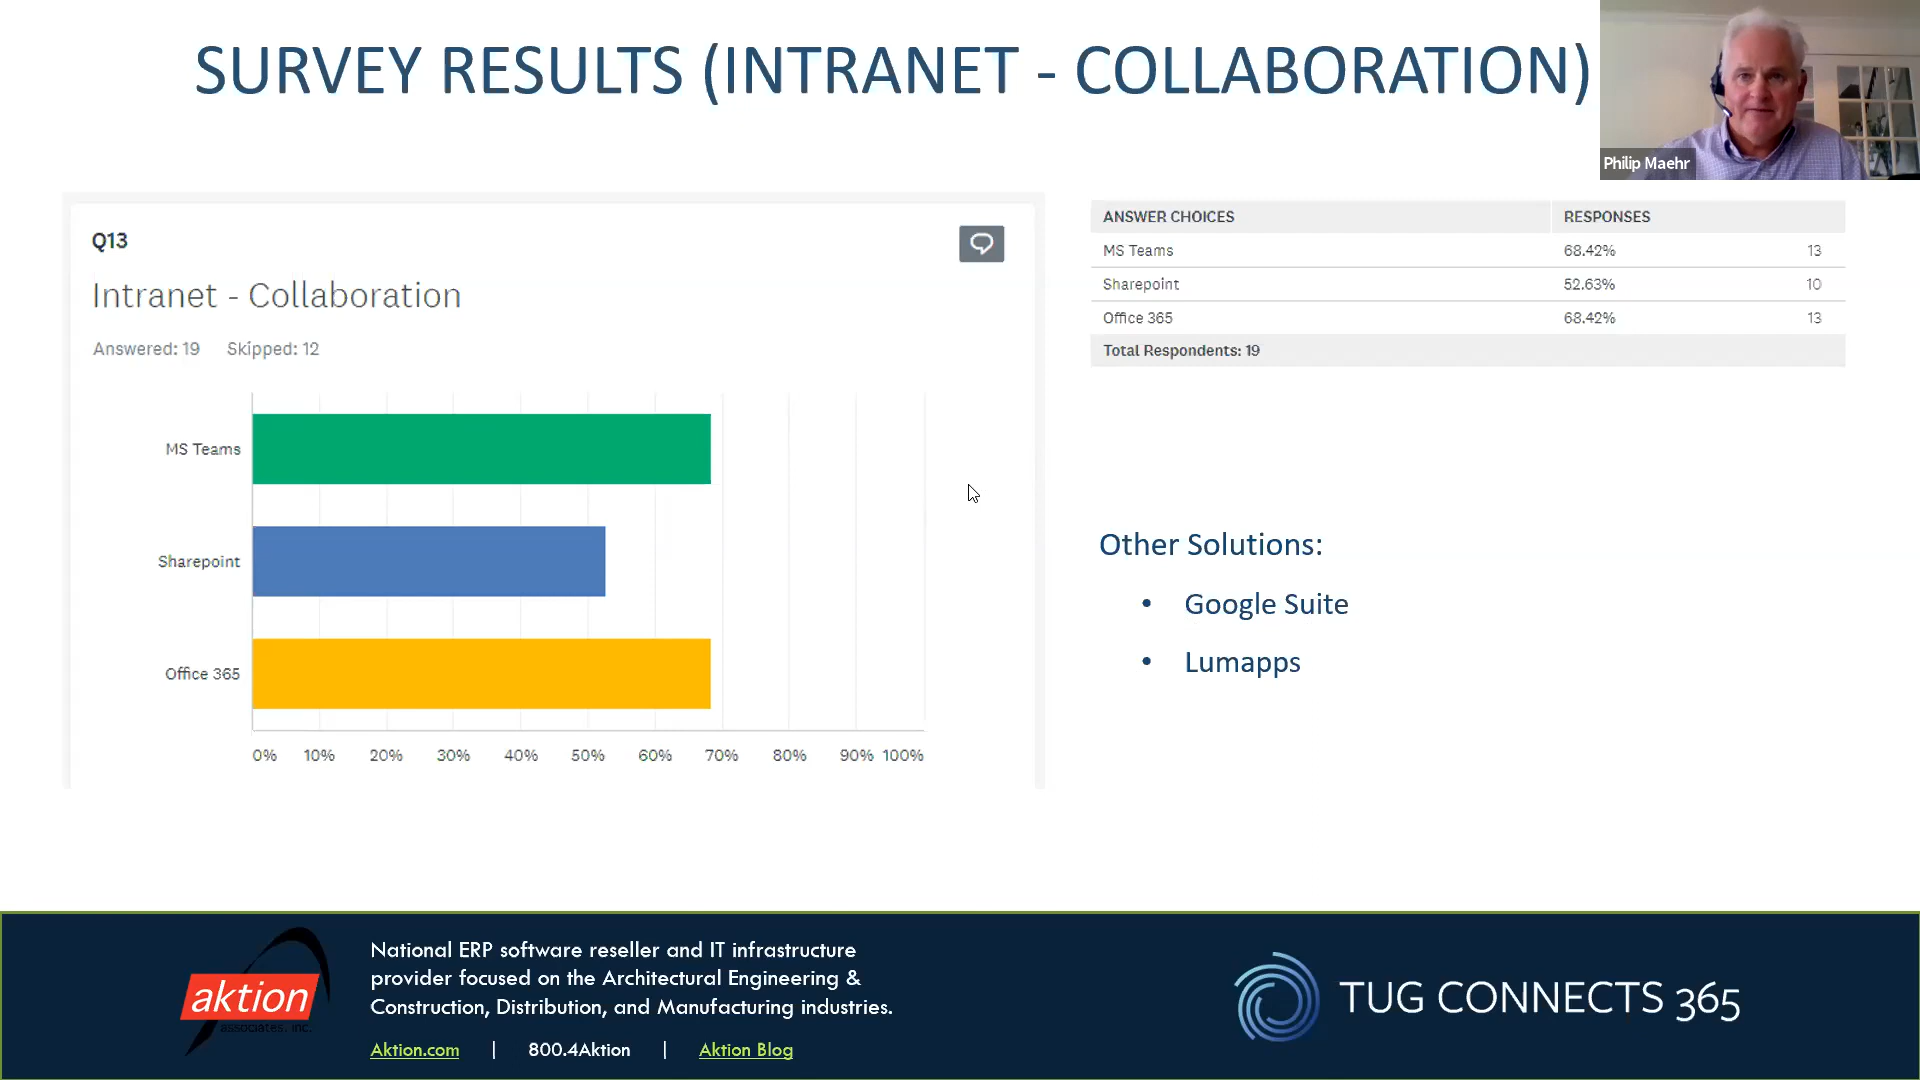 SURVEY RESULTS (INTRANET - COLLABORATION)
Philip Maehr
Q13
Intranet - Collaboration
Answered: 19 Skipped: 12
MS Teams
Sharepoint
Office 365
0% 10% 20% 30% 40% 50% 60% 70% 80% 90% 100%
ANSWER CHOICES RESPONSES
MS Teams 68.42% 13
Sharepoint 52.63% 10
Office 365 68.42% 13
Total Respondents: 19
Other Solutions:
• Google Suite
• Lumapps
aktion
associates, inc.
National ERP software reseller and IT infrastructure
provider focused on the Architectural Engineering &
Construction, Distribution, and Manufacturing industries.
Aktion.com | 800.4Aktion | Aktion Blog
TUG CONNECTS 365